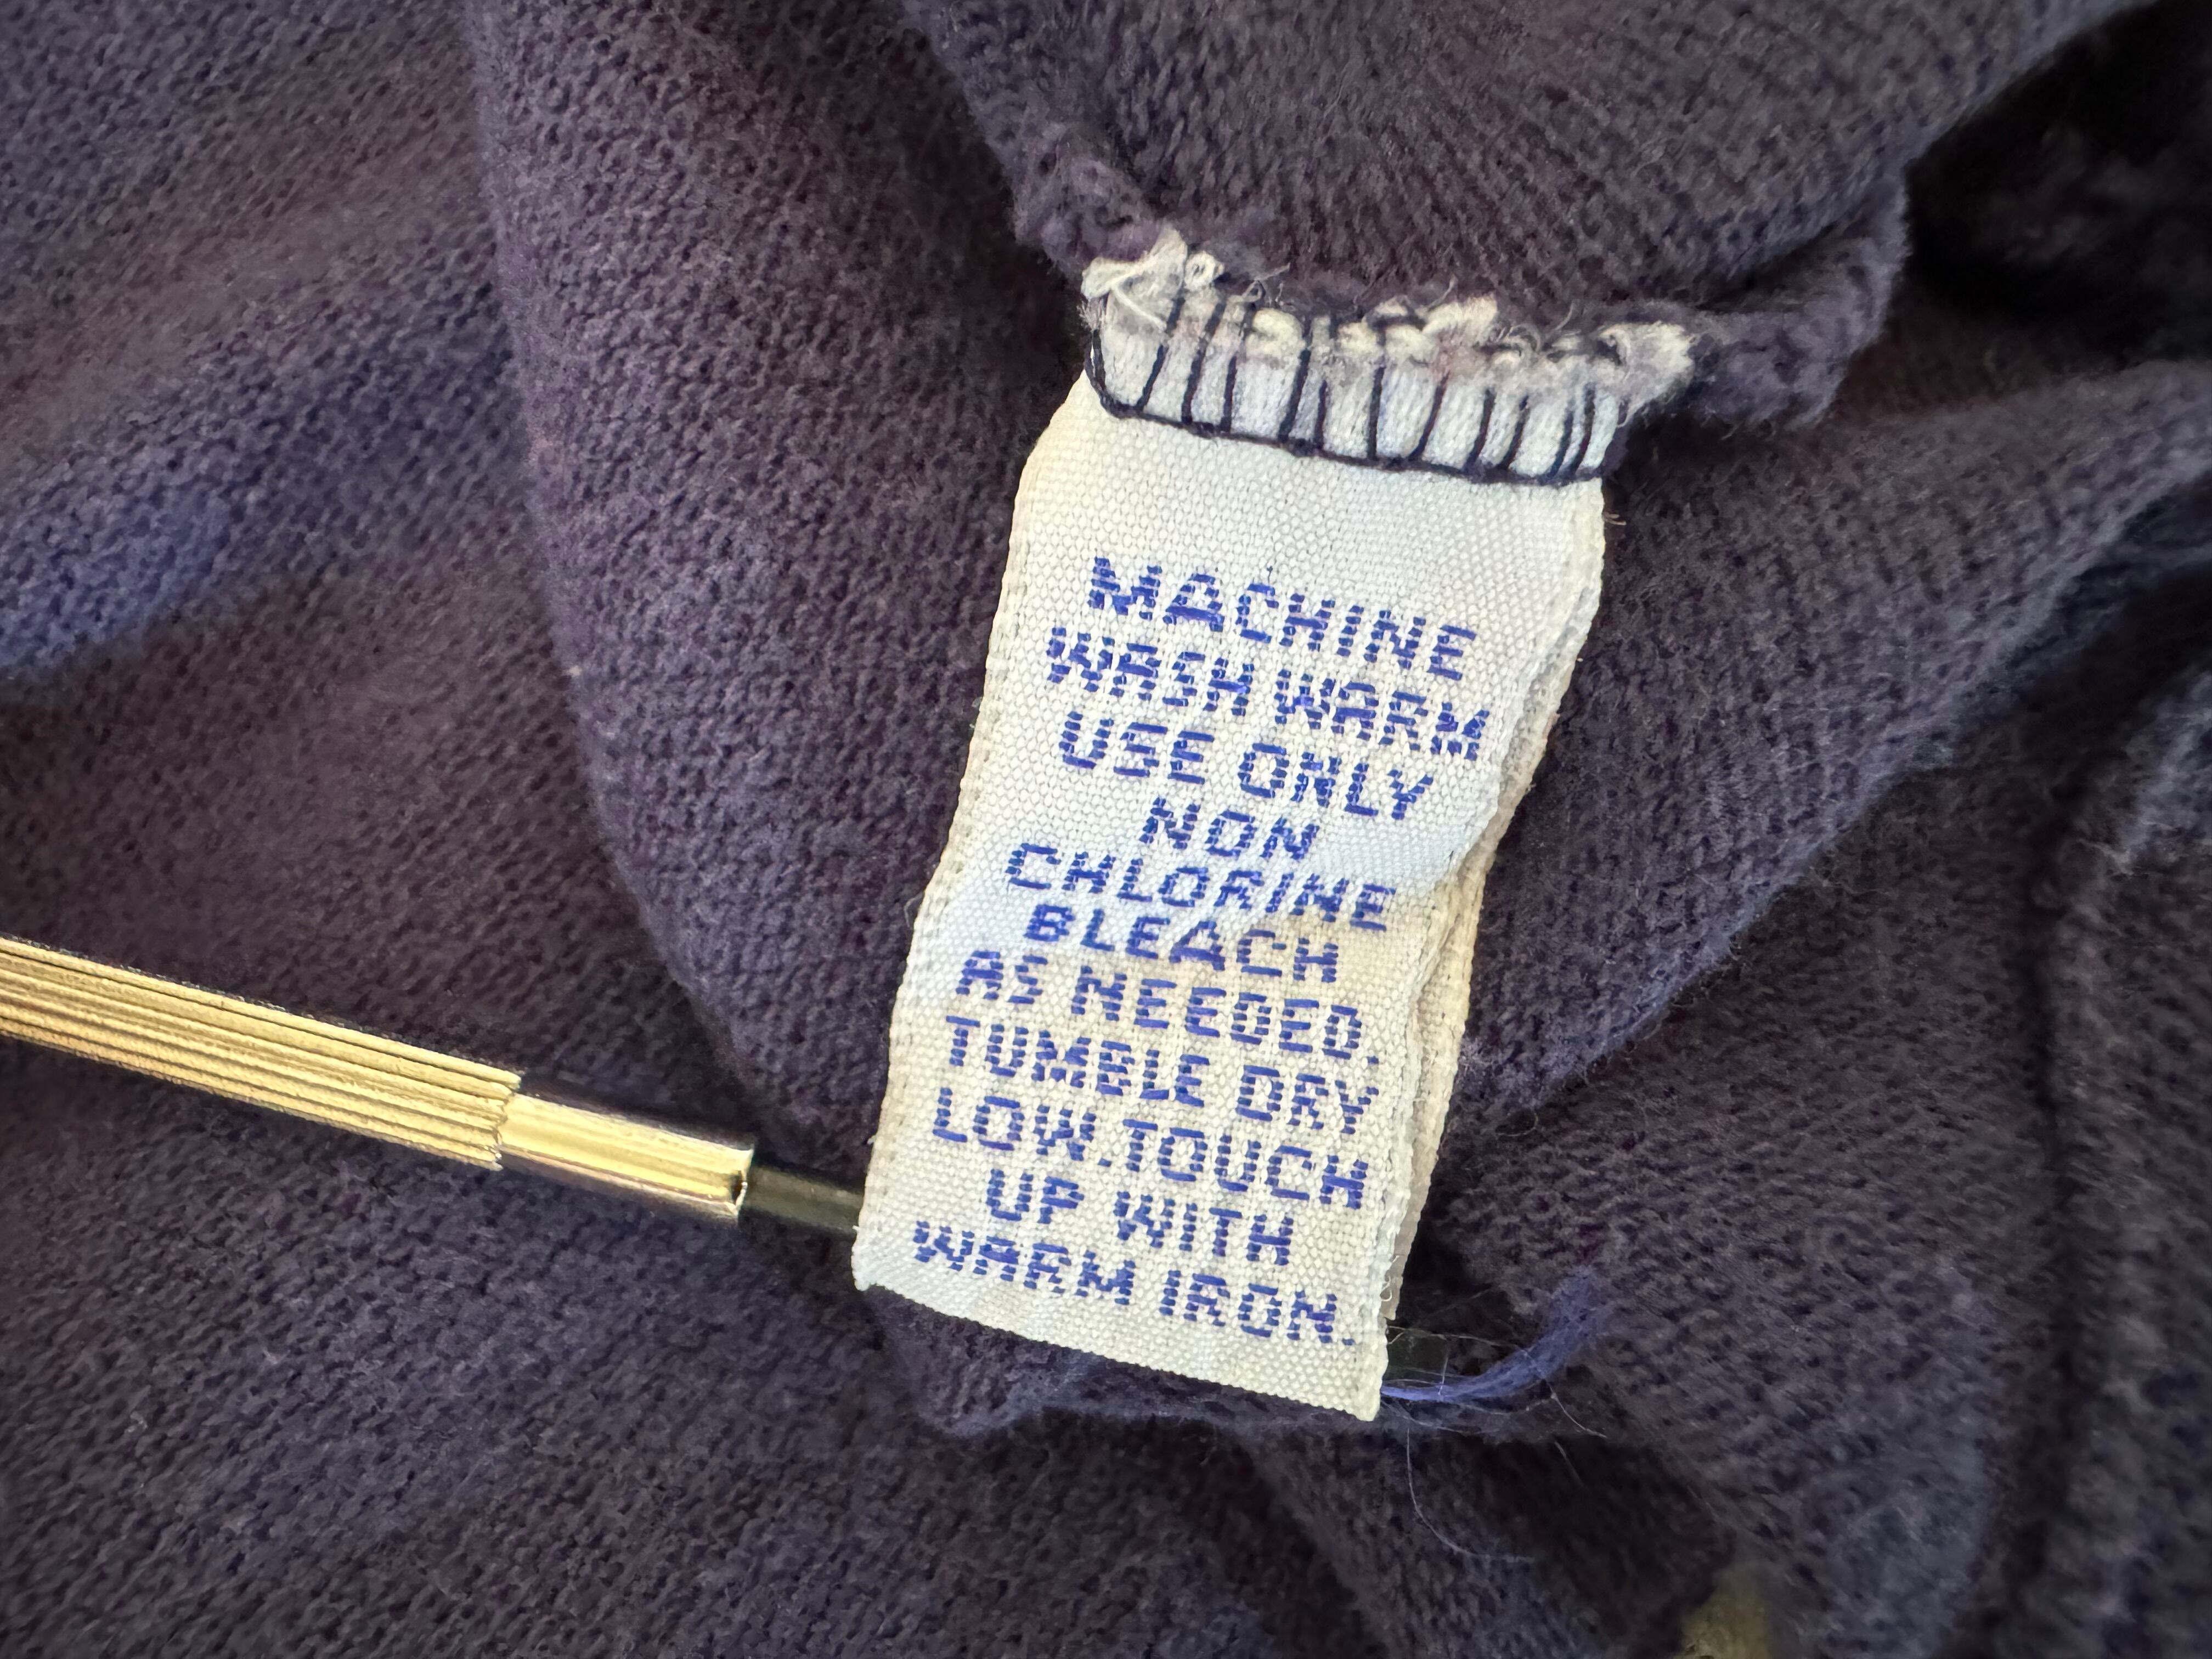 MACHINE
WASH WARM
USE ONLY
NON
CHLORINE
BLEACH
AS NEEDED.
TUMBLE DRY
LOW.TOUCH
UP WITH
WARM IRON.